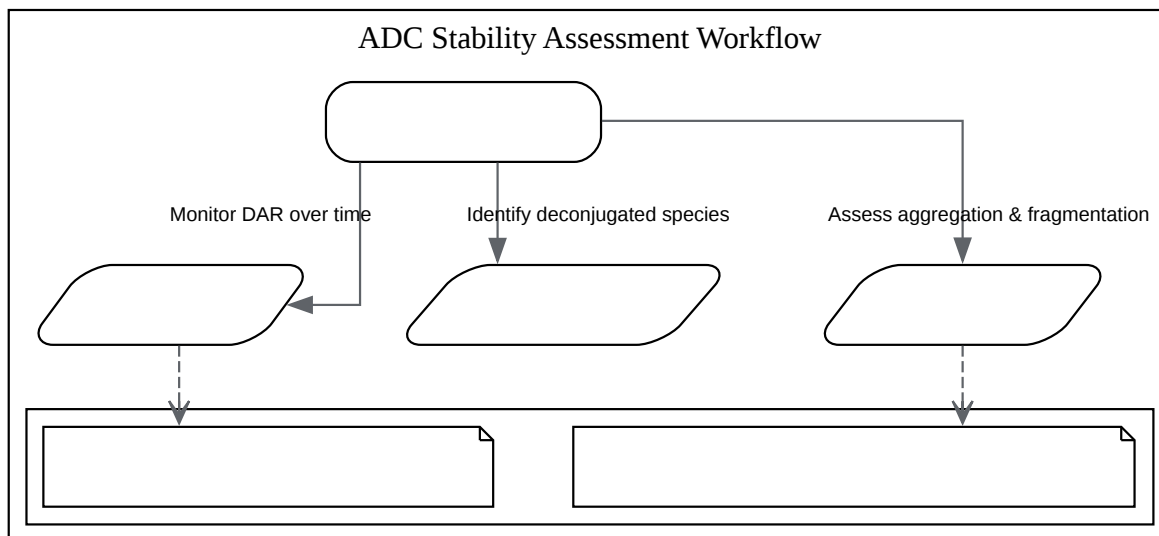 ADC Stability Assessment Workflow
Monitor DAR over time
Identify deconjugated species
Assess aggregation & fragmentation